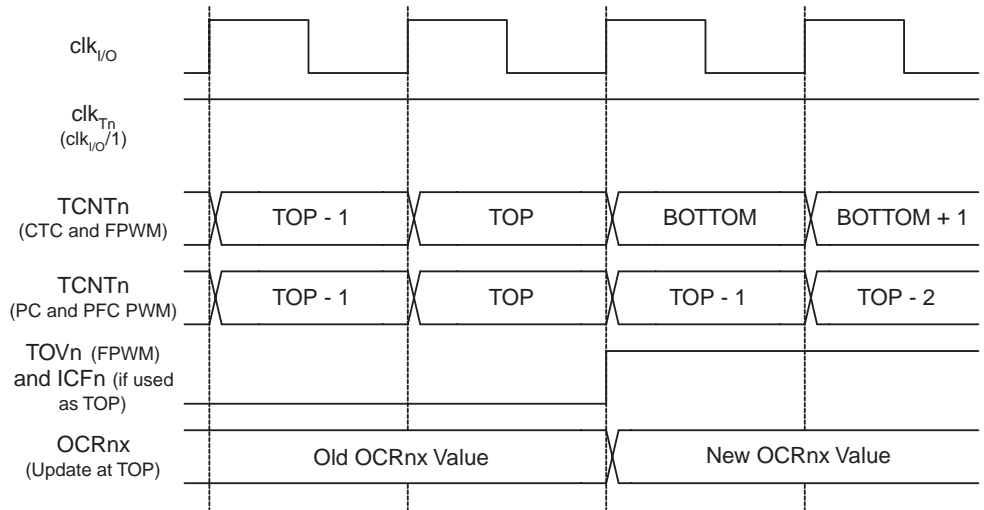 clkI/O
clkTn
(clkI/O/1)
TCNTn
(CTC and FPWM)
TOP - 1
TOP
BOTTOM
BOTTOM + 1
TCNTn
(PC and PFC PWM)
TOP - 1
TOP
TOP - 1
TOP - 2
TOVn (FPWM)
and ICFn (if used
as TOP)
OCRnx
(Update at TOP)
Old OCRnx Value
New OCRnx Value